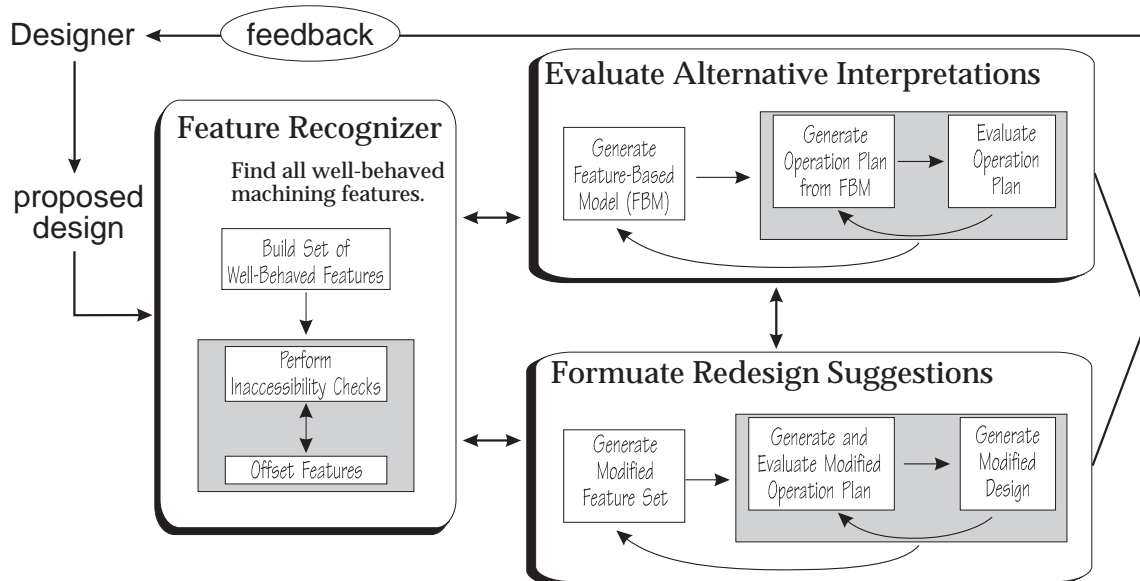 Designer
feedback
proposed
design
Feature Recognizer
Find all well-behaved
machining features.
Build Set of
Well-Behaved Features
Perform
Inaccessibility Checks
Offset Features
Evaluate Alternative Interpretations
Generate
Feature-Based
Model (FBM)
Generate
Operation Plan
from FBM
Evaluate
Operation
Plan
Formuate Redesign Suggestions
Generate
Modified
Feature Set
Generate and
Evaluate Modified
Operation Plan
Generate
Modified
Design